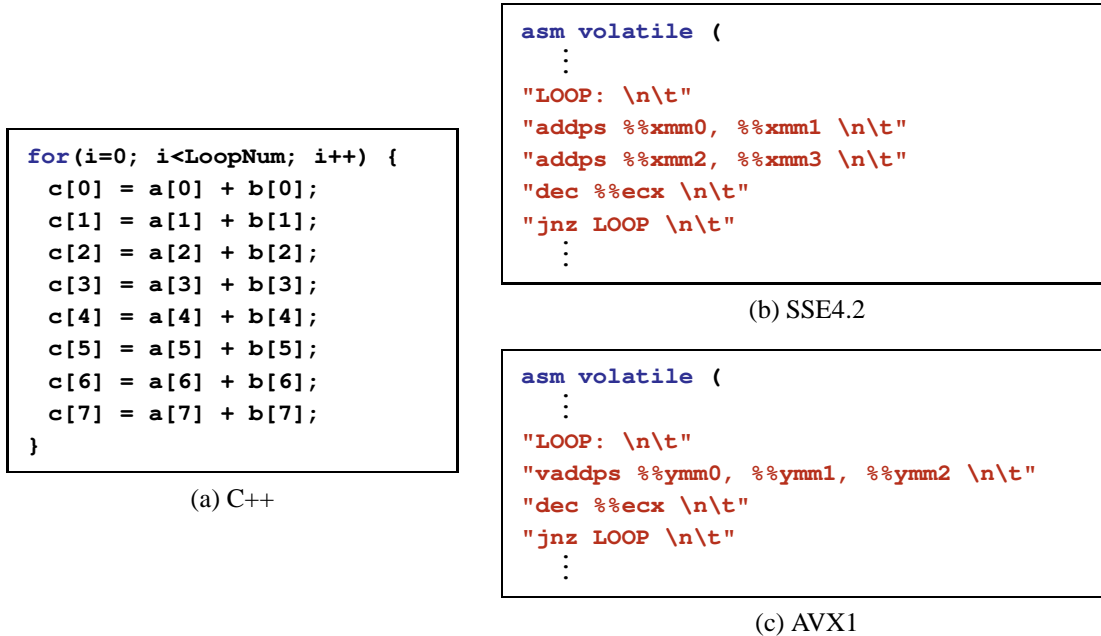 for(i=0; i<LoopNum; i++) {
c[0] = a[0] + b[0];
c[1] = a[1] + b[1];
c[2] = a[2] + b[2];
c[3] = a[3] + b[3];
c[4] = a[4] + b[4];
c[5] = a[5] + b[5];
c[6] = a[6] + b[6];
c[7] = a[7] + b[7];
}
(a) C++
asm volatile (
⋮
"LOOP: \n\t"
"addps %%xmm0, %%xmm1 \n\t"
"addps %%xmm2, %%xmm3 \n\t"
"dec %%ecx \n\t"
"jnz LOOP \n\t"
⋮
(b) SSE4.2
asm volatile (
⋮
"LOOP: \n\t"
"vaddps %%ymm0, %%ymm1, %%ymm2 \n\t"
"dec %%ecx \n\t"
"jnz LOOP \n\t"
⋮
(c) AVX1